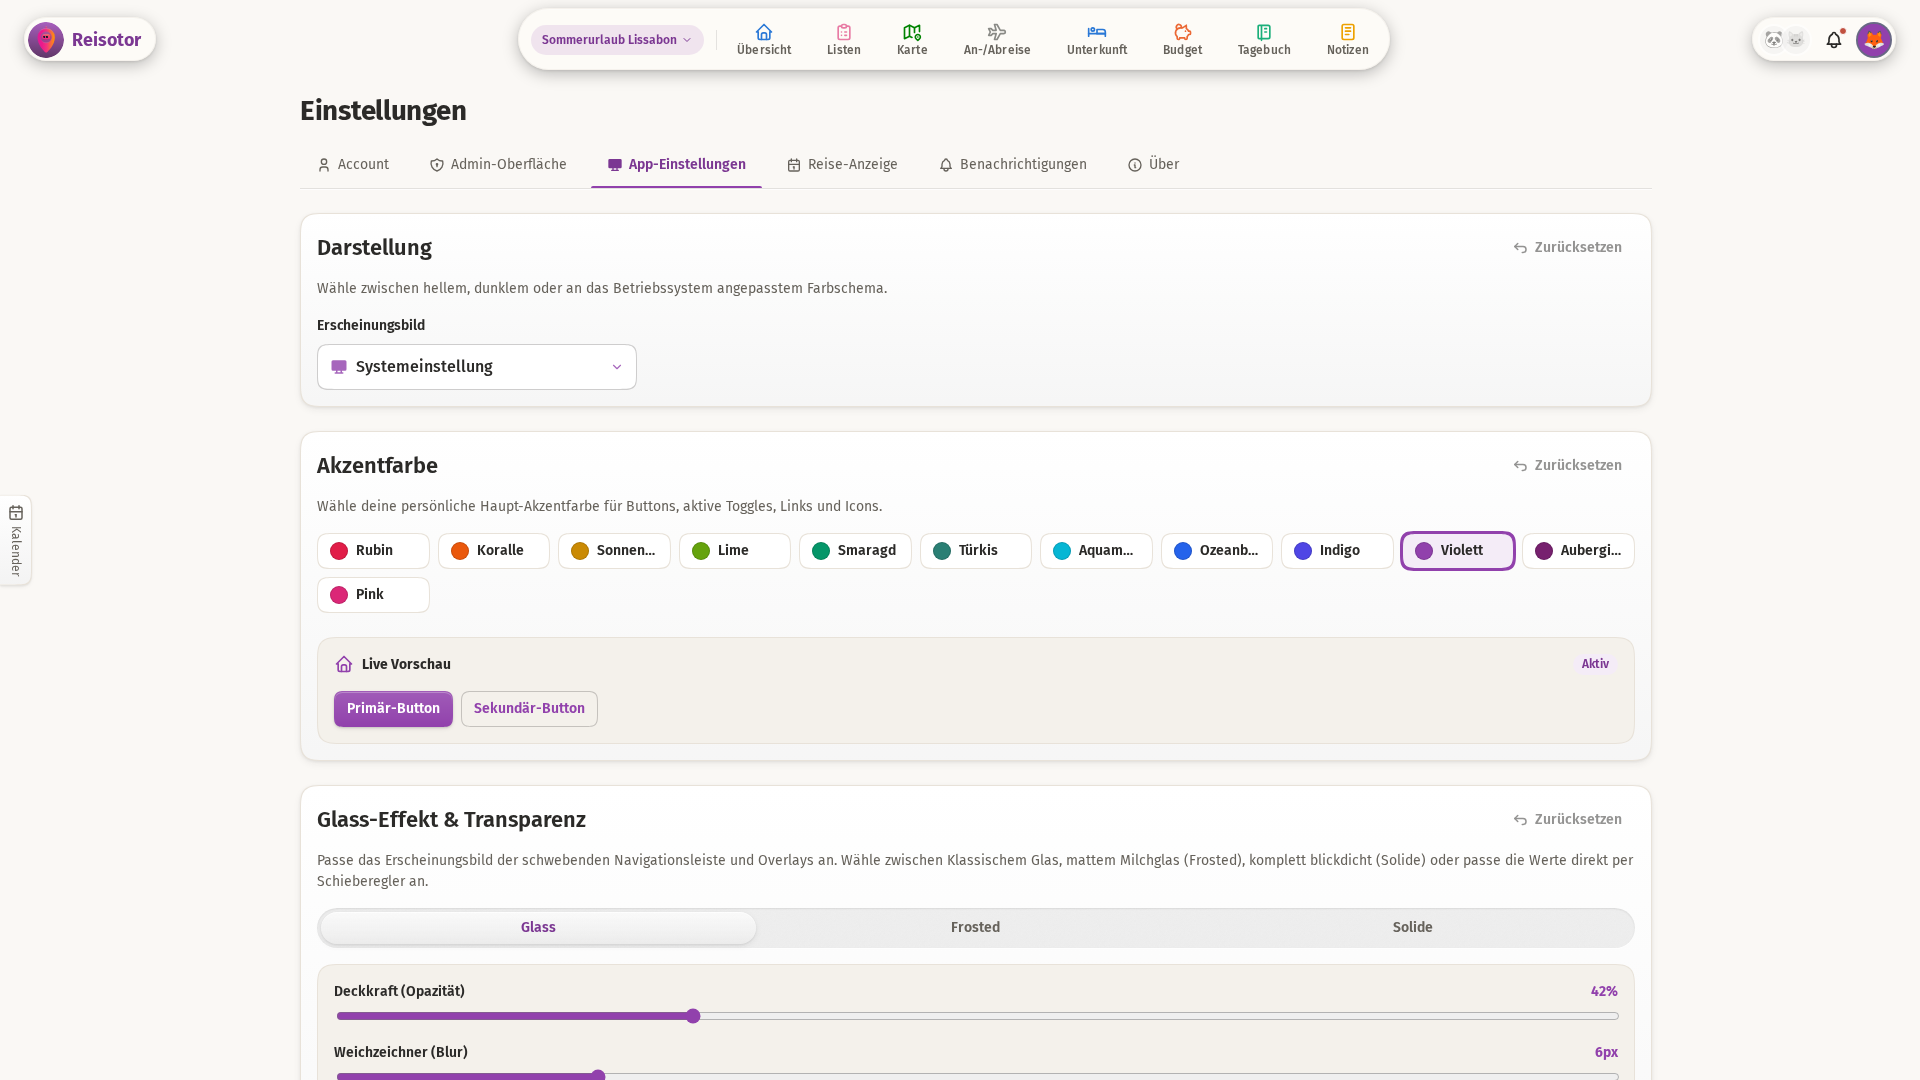 Reisotor
Sommerurlaub Lissabon
Übersicht
Listen
Karte
An-/Abreise
Unterkunft
Budget
Tagebuch
Notizen
Einstellungen
Account
Admin-Oberfläche
App-Einstellungen
Reise-Anzeige
Benachrichtigungen
Über
Darstellung
Zurücksetzen
Wähle zwischen hellem, dunklem oder an das Betriebssystem angepasstem Farbschema.
Erscheinungsbild
Systemeinstellung
Kalender
Akzentfarbe
Zurücksetzen
Wähle deine persönliche Haupt-Akzentfarbe für Buttons, aktive Toggles, Links und Icons.
Rubin
Koralle
Sonnen...
Lime
Smaragd
Türkis
Aquam...
Ozeanb...
Indigo
Violett
Aubergi...
Pink
Live Vorschau
Aktiv
Primär-Button
Sekundär-Button
Glass-Effekt & Transparenz
Zurücksetzen
Passe das Erscheinungsbild der schwebenden Navigationsleiste und Overlays an. Wähle zwischen Klassischem Glas, mattem Milchglas (Frosted), komplett blickdicht (Solide) oder passe die Werte direkt per
Schieberegler an.
Glass
Frosted
Solide
Deckkraft (Opazität)
42%
Weichzeichner (Blur)
6px